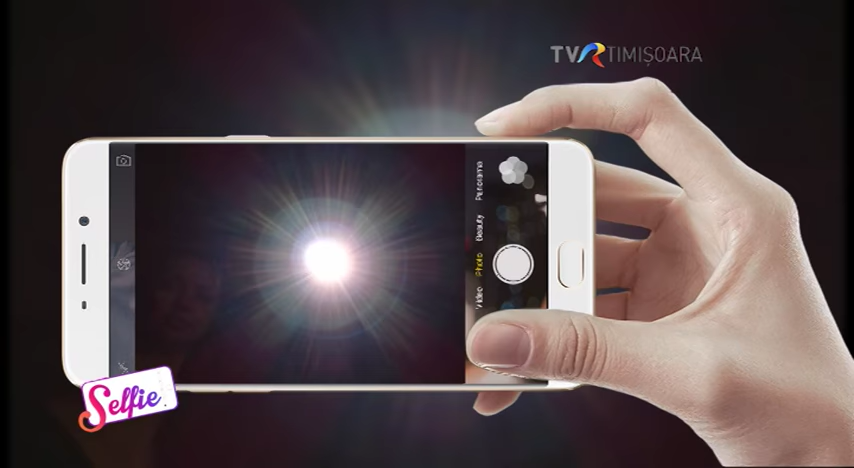 TVR TIMIȘOARA
Panorama
Beauty
Photo
Video
Selfie